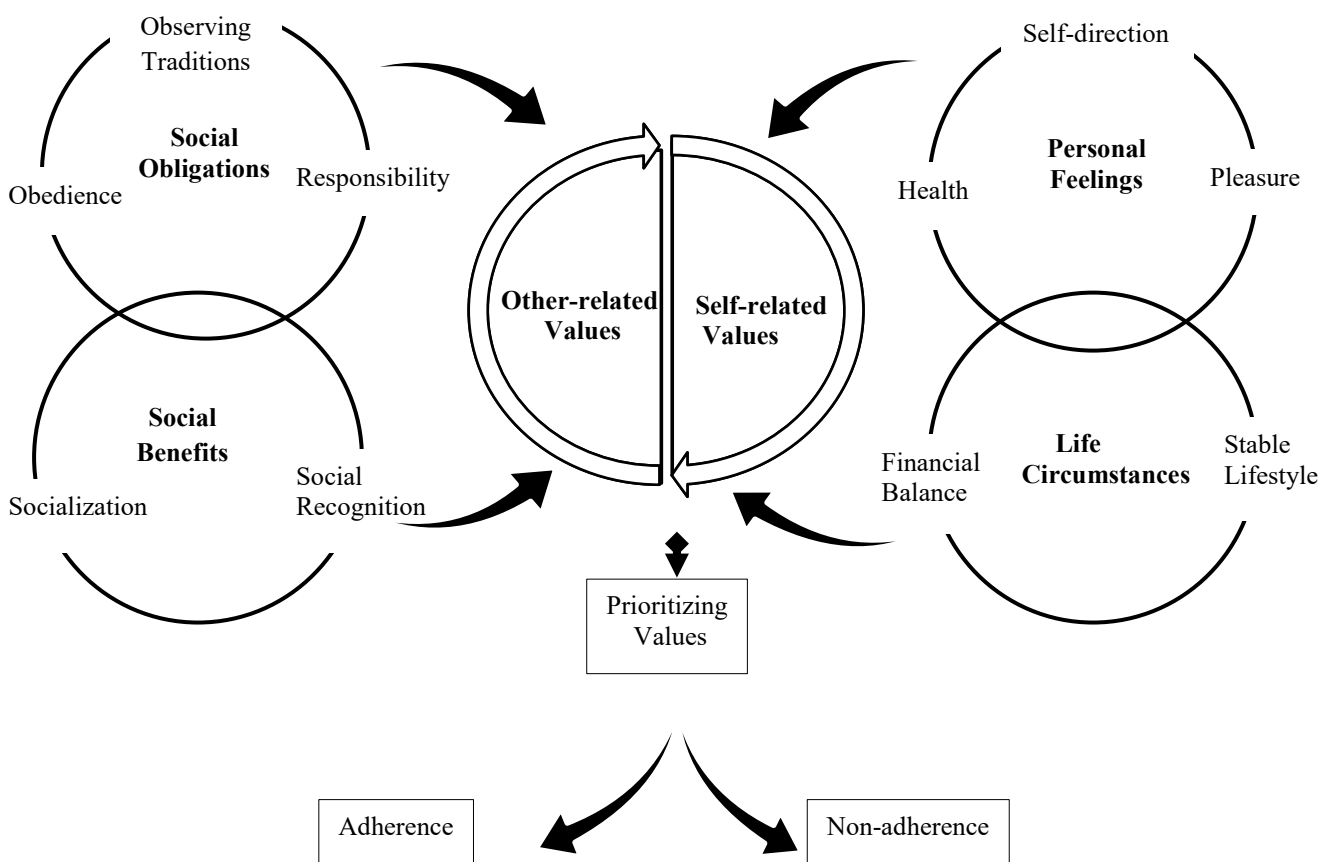 Observing
Traditions
Social
Obligations
Obedience
Responsibility
Social
Benefits
Socialization
Social
Recognition
Other-related
Values
Self-related
Values
Self-direction
Personal
Feelings
Health
Pleasure
Life
Circumstances
Financial
Balance
Stable
Lifestyle
Prioritizing
Values
Adherence
Non-adherence